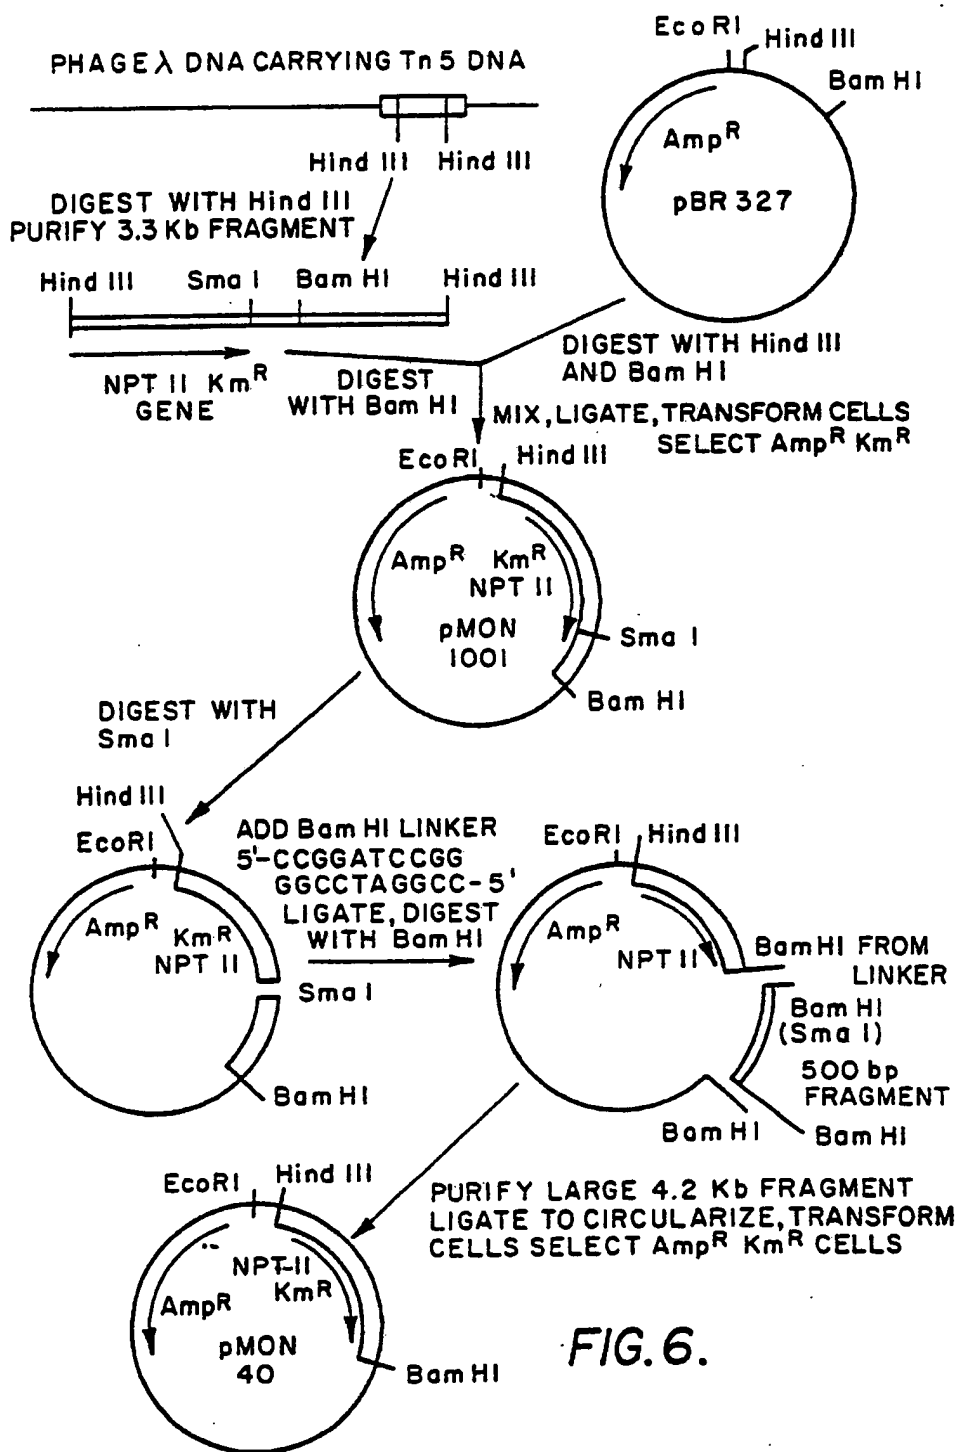 PHAGE λ DNA CARRYING Tn 5 DNA
Hind III Hind III
EcoRI
Hind III
Bam HI
AmpR
pBR 327
DIGEST WITH Hind III
PURIFY 3.3 Kb FRAGMENT
Hind III Sma I Bam HI Hind III
NPT II KmR
GENE
DIGEST
WITH Bam HI
DIGEST WITH Hind III
AND Bam HI
MIX, LIGATE, TRANSFORM CELLS
SELECT AmpR KmR
EcoRI Hind III
AmpR KmR
NPT II
pMON
1001
Sma I
Bam HI
DIGEST WITH
Sma I
Hind III
EcoRI
AmpR
KmR
NPT II
Sma I
Bam HI
ADD Bam HI LINKER
5'-CCGGATCCGG
GGCCTAGGCC-5'
LIGATE, DIGEST
WITH Bam HI
EcoRI Hind III
AmpR
NPT II
Bam HI FROM
LINKER
Bam HI
(Sma I)
500 bp
FRAGMENT
Bam HI
Bam HI
PURIFY LARGE 4.2 Kb FRAGMENT
LIGATE TO CIRCULARIZE, TRANSFORM
CELLS SELECT AmpR KmR CELLS
EcoRI Hind III
NPT-II
KmR
AmpR
pMON
40
Bam HI
FIG. 6.